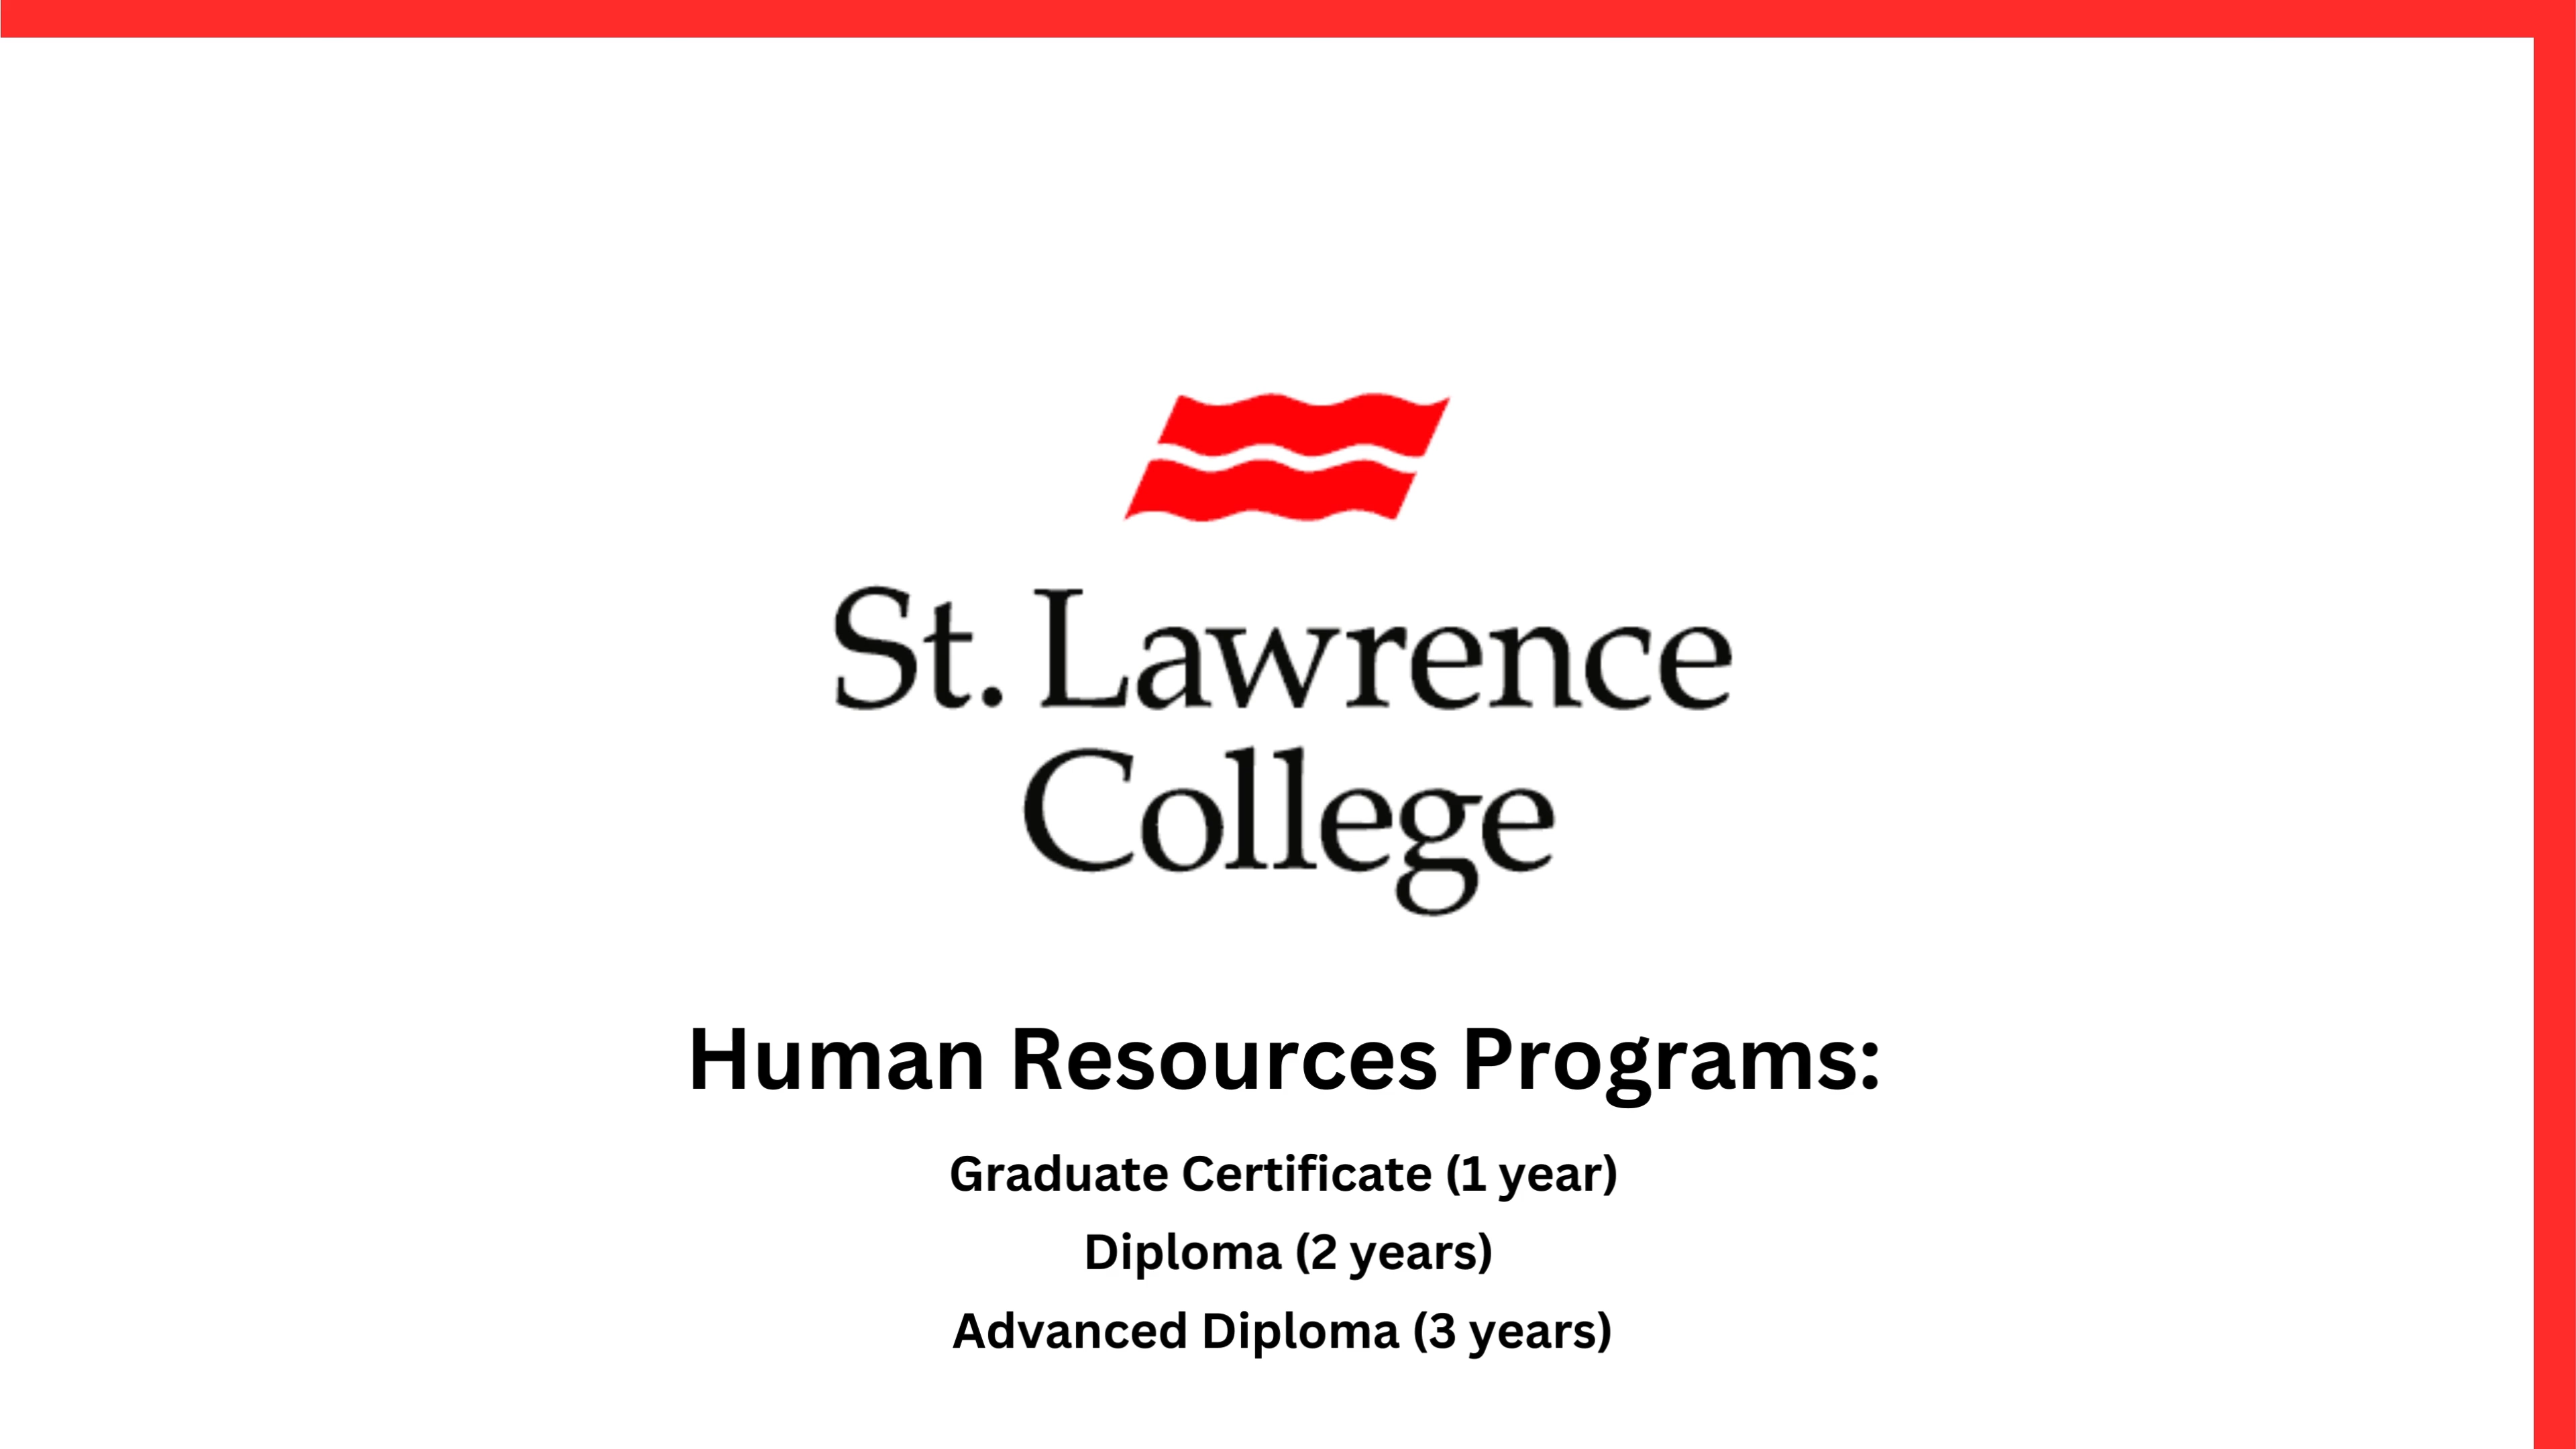 St. Lawrence
College
Human Resources Programs:
Graduate Certificate (1 year)
Diploma (2 years)
Advanced Diploma (3 years)